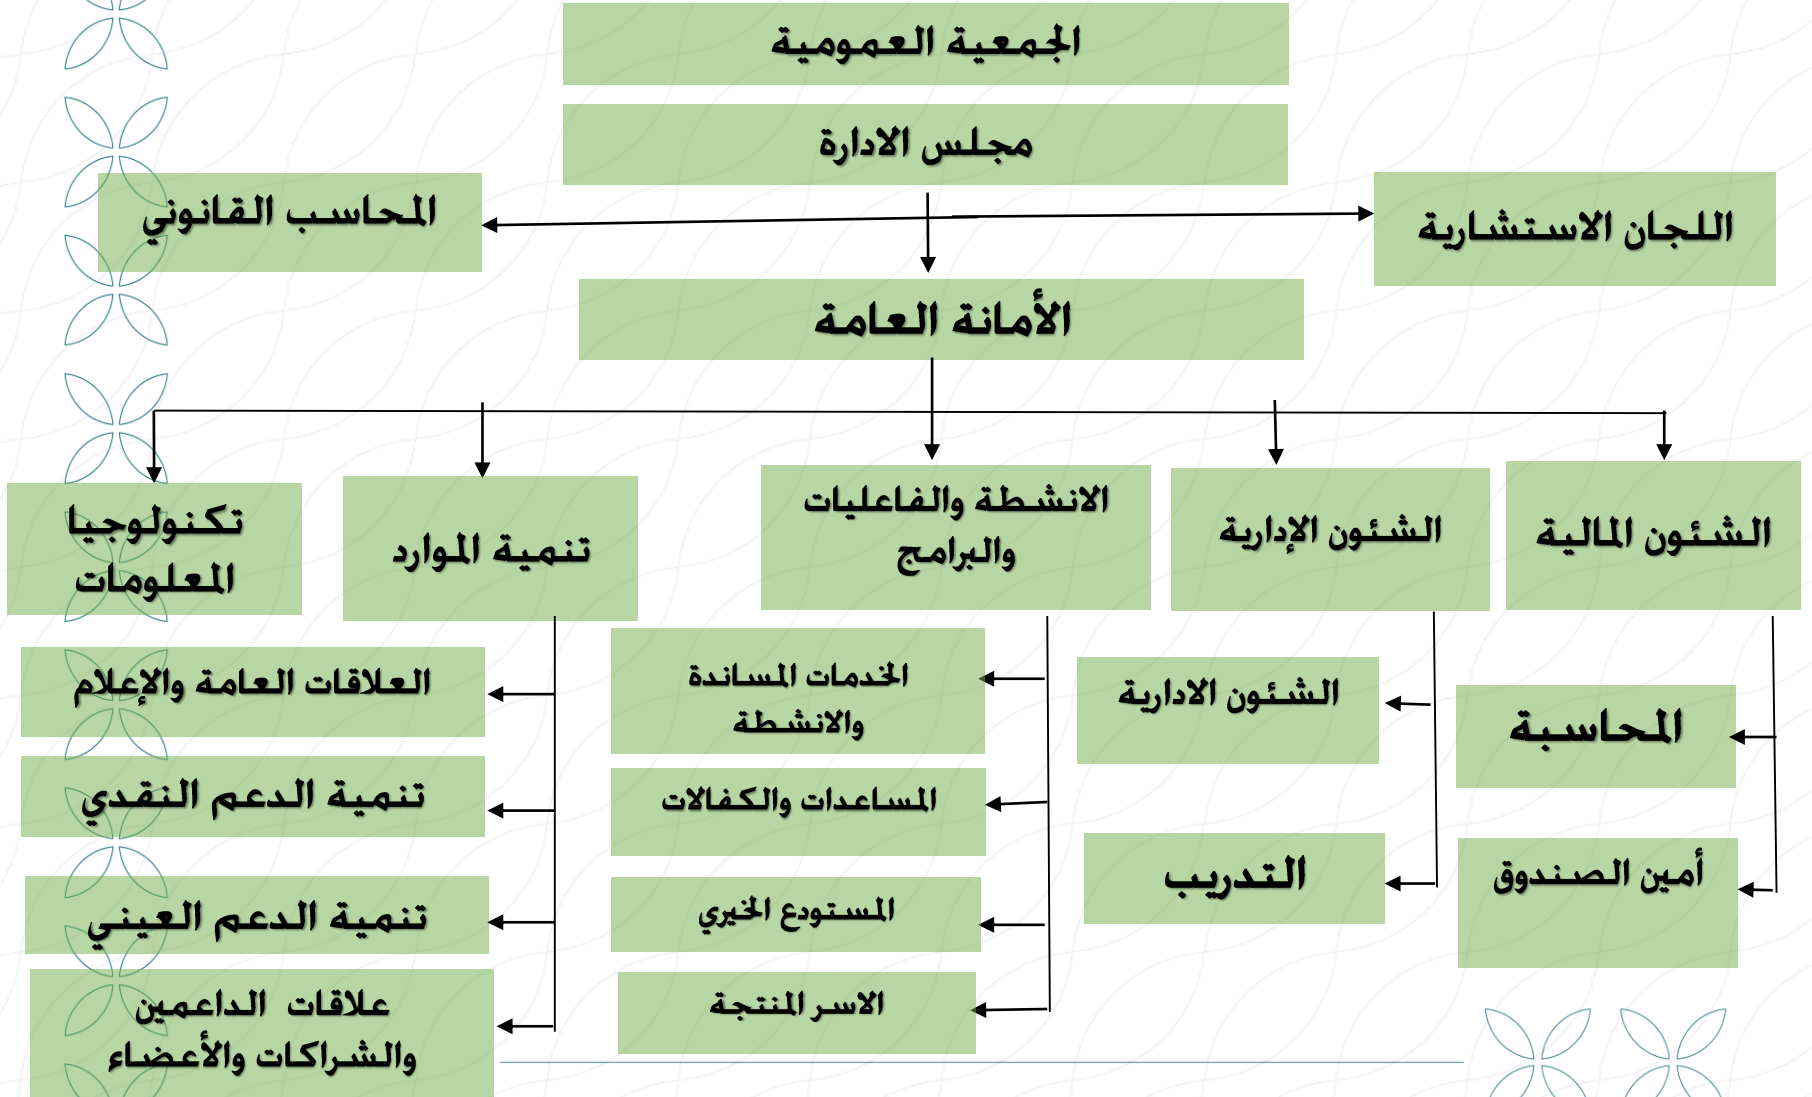 الجمعية العمومية
مجلس الادارة
اللجان الاستشارية
المحاسب القانوني
الأمانة العامة
الشئون المالية
الشئون الإدارية
الانشطة والفاعليات
والبرامج
تنمية الموارد
تكنولوجيا
المعلومات
المحاسبة
أمين الصندوق
الشئون الادارية
التدريب
الخدمات المساندة
والانشطة
المساعدات والكفالات
المستودع الخيري
الاسر المنتجة
العلاقات العامة والإعلام
تنمية الدعم النقدي
تنمية الدعم العيني
علاقات الداعمين
والشراكات والأعضاء